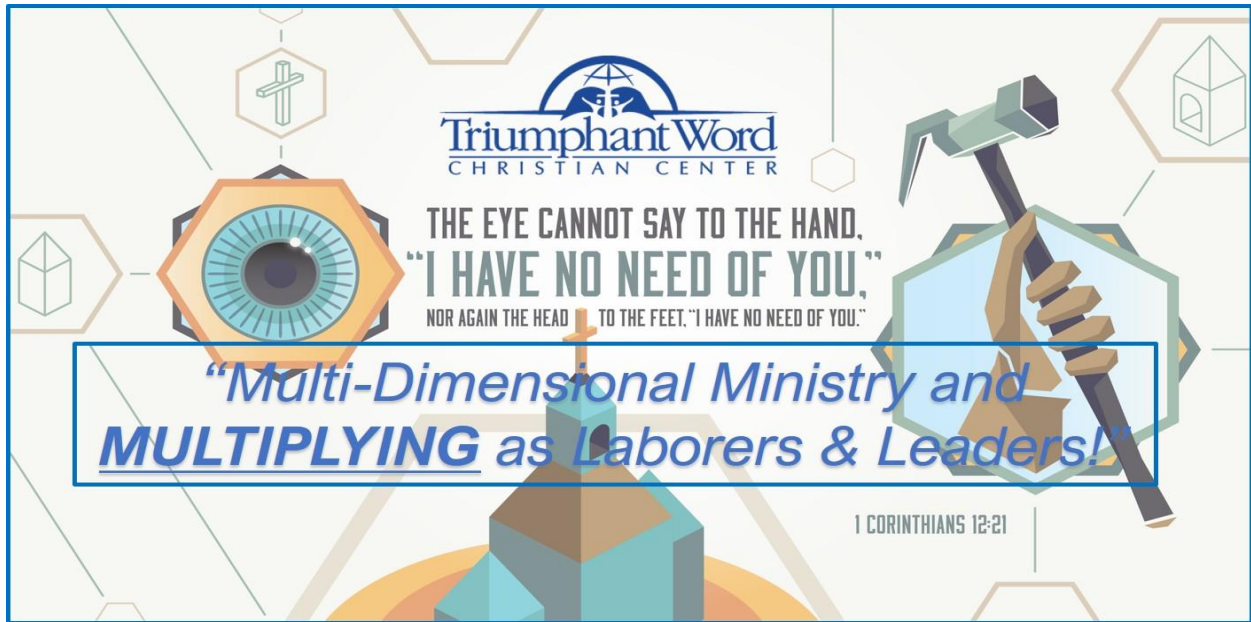 Triumphant Word
CHRISTIAN CENTER
THE EYE CANNOT SAY TO THE HAND,
“I HAVE NO NEED OF YOU,”
NOR AGAIN THE HEAD TO THE FEET, “I HAVE NO NEED OF YOU.”
“Multi-Dimensional Ministry and
MULTIPLYING as Laborers & Leaders!”
1 CORINTHIANS 12:21